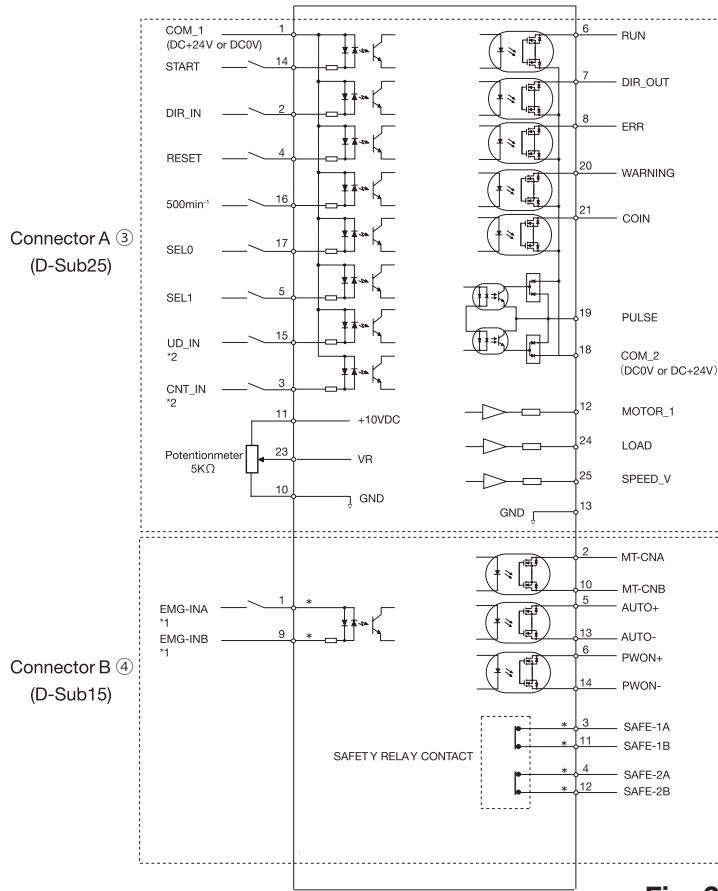 COM_1
(DC+24V or DC0V)
1
START
14
DIR_IN
2
RESET
4
500min⁻¹
16
SEL0
17
SEL1
5
UD_IN
*2
15
CNT_IN
*2
3
11
+10VDC
Potentionmeter
5KΩ
23
VR
10
GND
Connector A ③
(D-Sub25)
6
RUN
7
DIR_OUT
8
ERR
20
WARNING
21
COIN
19
PULSE
18
COM_2
(DC0V or DC+24V)
12
MOTOR_1
24
LOAD
25
SPEED_V
13
GND
Connector B ④
(D-Sub15)
EMG-INA
*1
1
*
EMG-INB
*1
9
*
2
MT-CNA
10
MT-CNB
5
AUTO+
13
AUTO-
6
PWON+
14
PWON-
SAFETY RELAY CONTACT
* 3
SAFE-1A
* 11
SAFE-1B
* 4
SAFE-2A
* 12
SAFE-2B